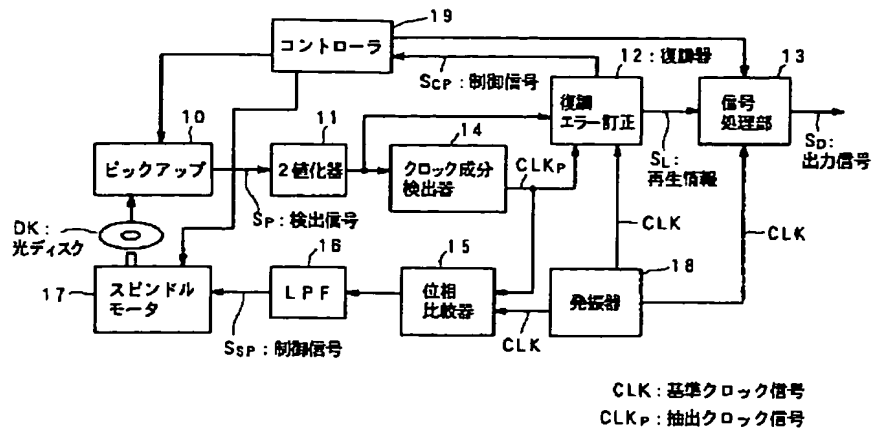 19
コントローラ
SCP:制御信号
12:復調器
13
10
11
14
復調
エラー訂正
信号
処理部
ピックアップ
2値化器
クロック成分
検出器
CLKP
SL:
再生情報
SD:
出力信号
SP:検出信号
DK:
光ディスク
CLK
CLK
16
15
18
17
スピンドル
モータ
LPF
位相
比較器
発振器
CLK
SSP:制御信号
CLK:基準クロック信号
CLKP:抽出クロック信号